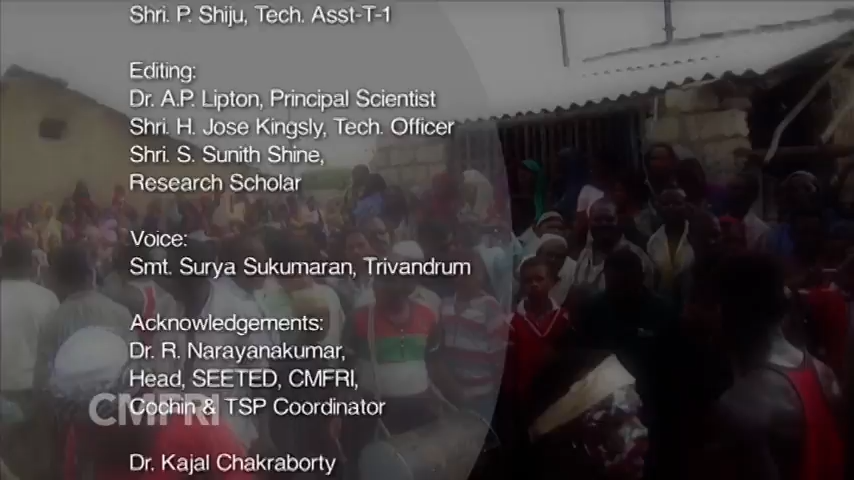 Shri. P. Shiju, Tech. Asst-T-1
Editing:
Dr. A.P. Lipton, Principal Scientist
Shri. H. Jose Kingsly, Tech. Officer
Shri. S. Sunith Shine,
Research Scholar
Voice:
Smt. Surya Sukumaran, Trivandrum
Acknowledgements:
Dr. R. Narayanakumar,
Head, SEETED, CMFRI,
Cochin & TSP Coordinator
CMFRI
Dr. Kajal Chakraborty